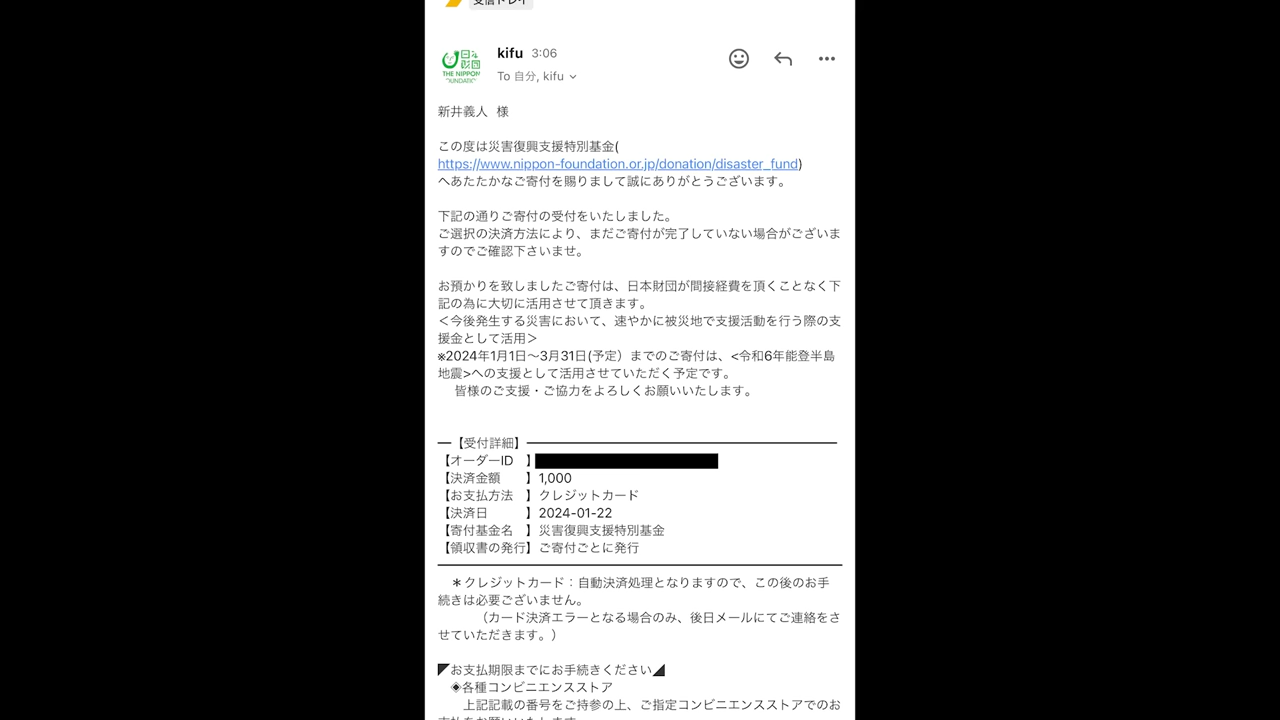 受信トレイ
kifu 3:06
To 自分, kifu
THE NIPPON
FOUNDATION
新井義人 様
この度は災害復興支援特別基金(
https://www.nippon-foundation.or.jp/donation/disaster_fund)
へあたたかなご寄付を賜りまして誠にありがとうございます。
下記の通りご寄付の受付をいたしました。
ご選択の決済方法により、まだご寄付が完了していない場合がございま
すのでご確認下さいませ。
お預かりを致しましたご寄付は、日本財団が間接経費を頂くことなく下
記の為に大切に活用させて頂きます。
＜今後発生する災害において、速やかに被災地で支援活動を行う際の支
援金として活用＞
※2024年1月1日～3月31日(予定）までのご寄付は、<令和6年能登半島
地震>への支援として活用させていただく予定です。
皆様のご支援・ご協力をよろしくお願いいたします。
―【受付詳細】――――――――――――――――――
【オーダーID 】
【決済金額 】1,000
【お支払方法 】クレジットカード
【決済日 】2024-01-22
【寄付基金名 】災害復興支援特別基金
【領収書の発行】ご寄付ごとに発行
＊クレジットカード：自動決済処理となりますので、この後のお手
続きは必要ございません。
（カード決済エラーとなる場合のみ、後日メールにてご連絡をさ
せていただきます。）
◤お支払期限までにお手続きください◢
◈各種コンビニエンスストア
上記記載の番号をご持参の上、ご指定コンビニエンスストアでのお
支払をお願いいたします。